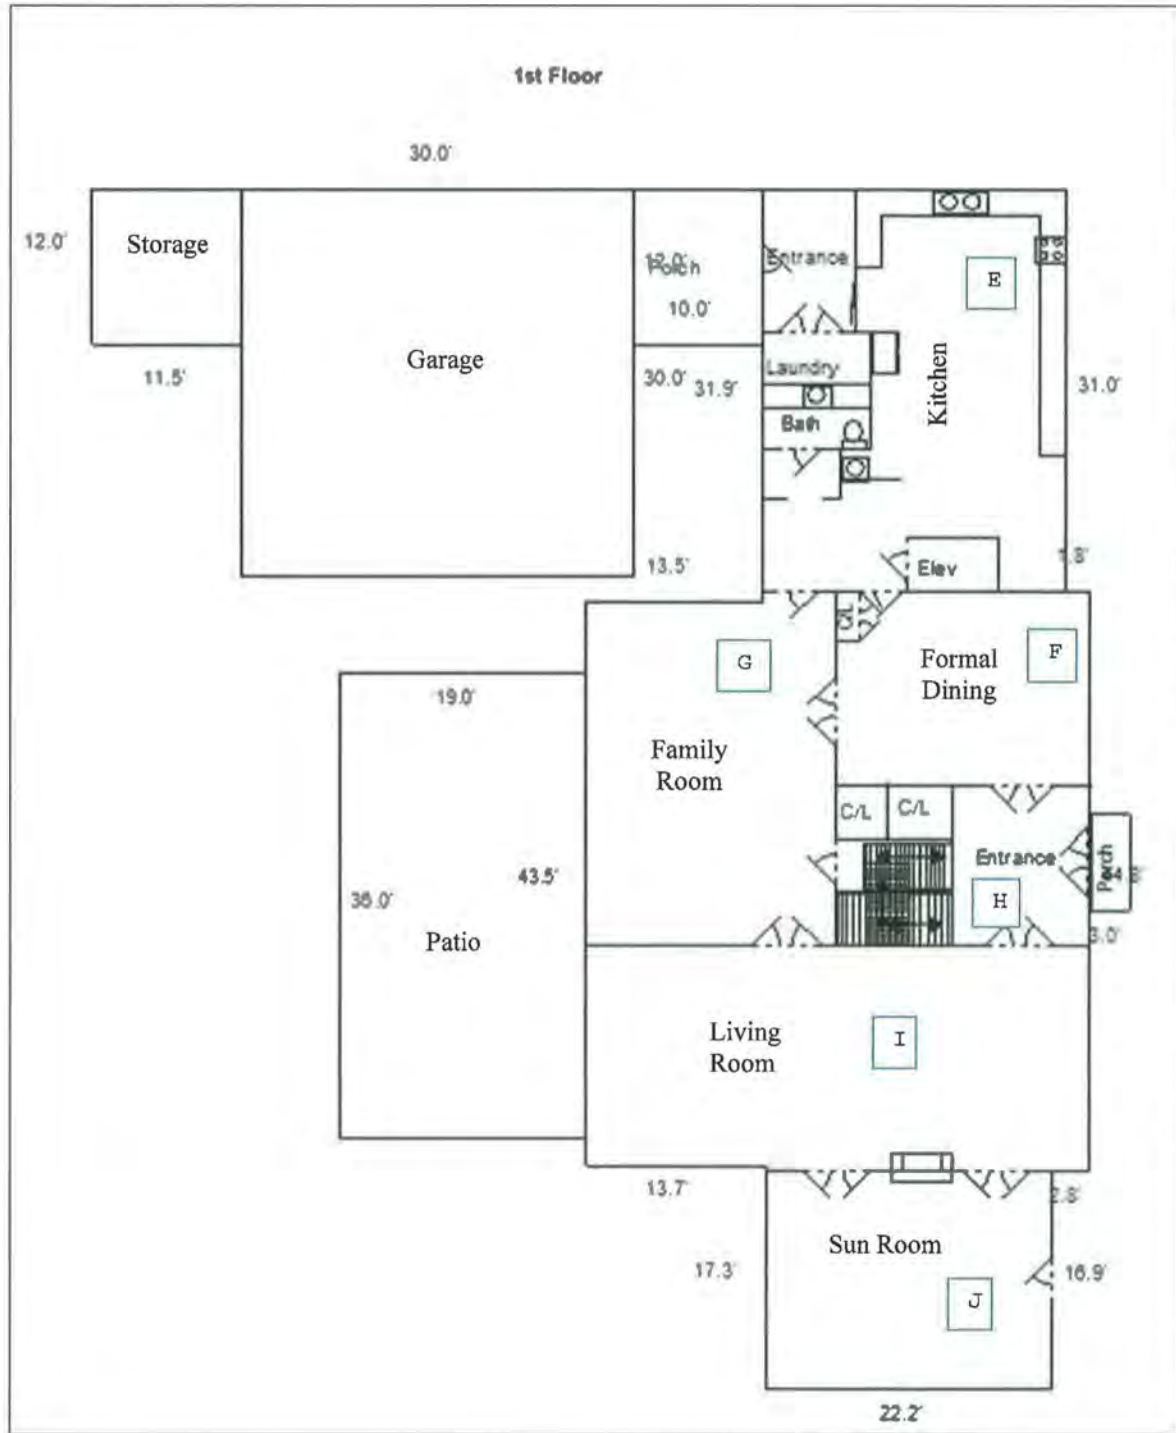 1st Floor
30.0'
12.0'
Storage
12.0'
Porch
10.0'
Entrance
E
11.5'
Garage
30.0'
31.9'
Laundry
Kitchen
31.0'
Bath
13.5'
Elev
C/L
G
Formal
Dining
F
19.0'
Family
Room
C/L
C/L
Entrance
Porch
36.0'
43.5'
H
3.0'
Patio
Living
Room
I
13.7'
2.8'
Sun Room
17.3'
16.9'
J
22.2'